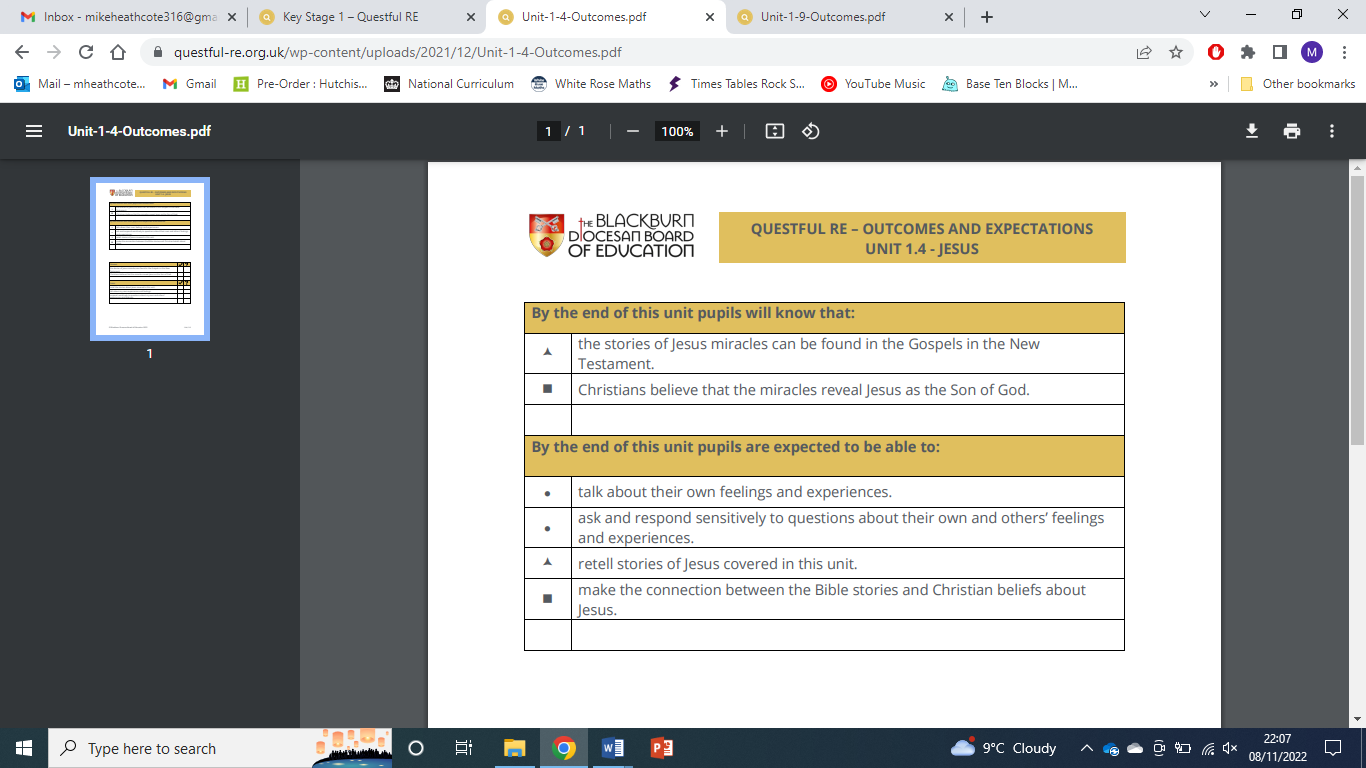 Inbox - mikeheathcote316@gma
Key Stage 1 – Questful RE
Unit-1-4-Outcomes.pdf
Unit-1-9-Outcomes.pdf
questful-re.org.uk/wp-content/uploads/2021/12/Unit-1-4-Outcomes.pdf
M
Mail – mheathcote...
Gmail
H
Pre-Order : Hutchis...
National Curriculum
White Rose Maths
Times Tables Rock S...
YouTube Music
Base Ten Blocks | M...
»
Other bookmarks
Unit-1-4-Outcomes.pdf
1 / 1
100%
1
THE BLACKBURN
DIOCESAN BOARD
OF EDUCATION
QUESTFUL RE – OUTCOMES AND EXPECTATIONS
UNIT 1.4 - JESUS
By the end of this unit pupils will know that:
the stories of Jesus miracles can be found in the Gospels in the New
Testament.
Christians believe that the miracles reveal Jesus as the Son of God.
By the end of this unit pupils are expected to be able to:
talk about their own feelings and experiences.
ask and respond sensitively to questions about their own and others’ feelings
and experiences.
retell stories of Jesus covered in this unit.
make the connection between the Bible stories and Christian beliefs about
Jesus.
Type here to search
9°C Cloudy
22:07
08/11/2022